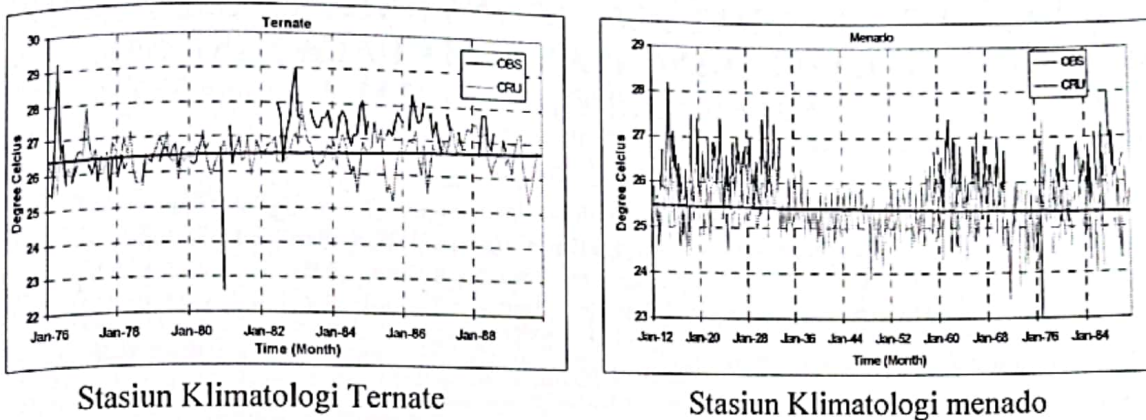 Ternate
30
29
28
27
26
25
24
23
22
Degree Celcius
OBS
CRU
Jan-76
Jan-78
Jan-80
Jan-82
Jan-84
Jan-86
Jan-88
Time (Month)
Stasiun Klimatologi Ternate
Menado
29
28
27
26
25
24
23
Degree Celcius
OBS
CRU
Jan-12
Jan-20
Jan-28
Jan-36
Jan-44
Jan-52
Jan-60
Jan-68
Jan-76
Jan-84
Time (Month)
Stasiun Klimatologi menado